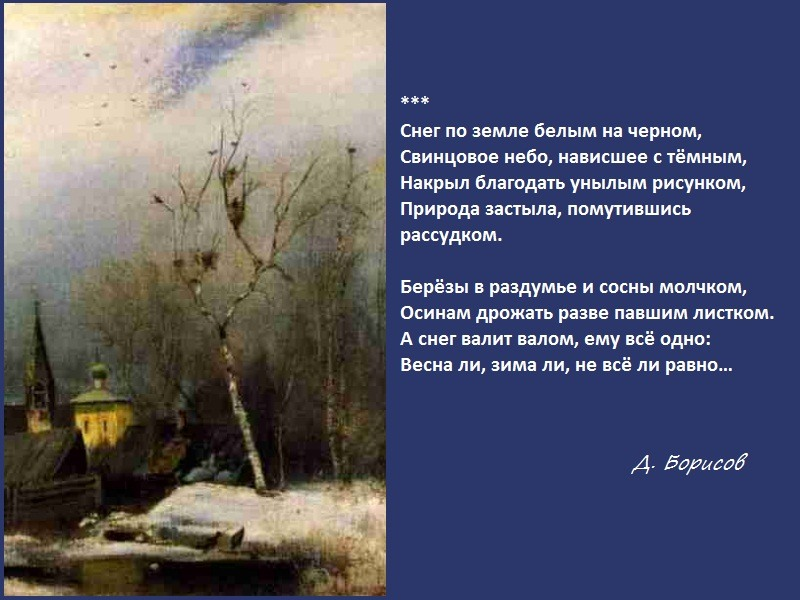 ***
Снег по земле белым на черном,
Свинцовое небо, нависшее с тёмным,
Накрыл благодать унылым рисунком,
Природа застыла, помутившись
рассудком.
Берёзы в раздумье и сосны молчком,
Осинам дрожать разве павшим листком.
А снег валит валом, ему всё одно:
Весна ли, зима ли, не всё ли равно...
Д. Борисов